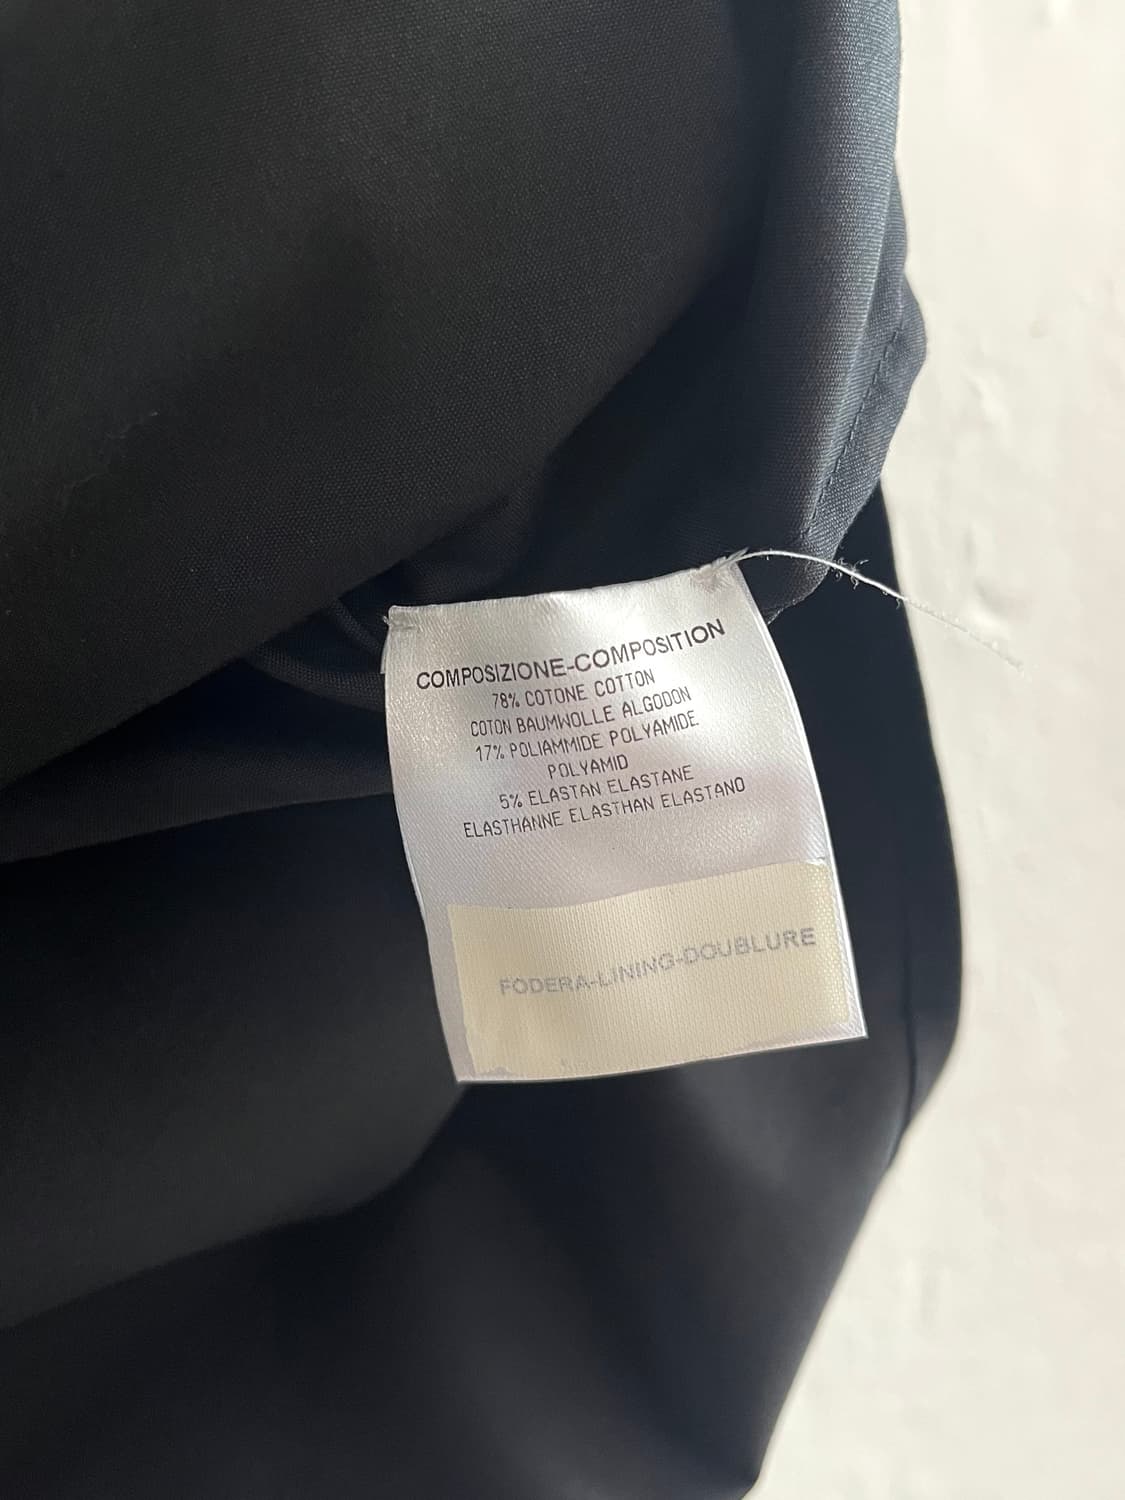 COMPOSIZIONE-COMPOSITION
78% COTONE COTTON
COTON BAUMWOLLE ALGODON
17% POLIAMMIDE POLYAMIDE
POLYAMID
5% ELASTAN ELASTANE
ELASTHANNE ELASTHAN ELASTANO
FODERA-LINING-DOUBLURE